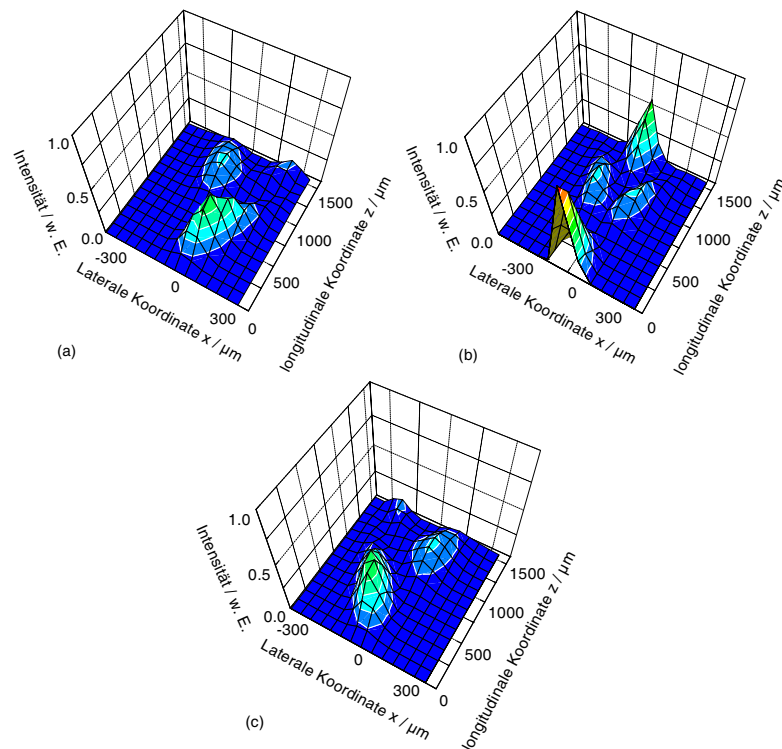 1.0
0.5
0.0
Intensität / w. E.
-300
0
300
Laterale Koordinate x / µm
0
500
1000
1500
longitudinale Koordinate z / µm
(a)
1.0
0.5
0.0
Intensität / w. E.
-300
0
300
Laterale Koordinate x / µm
0
500
1000
1500
longitudinale Koordinate z / µm
(b)
1.0
0.5
0.0
Intensität / w. E.
-300
0
300
Laterale Koordinate x / µm
0
500
1000
1500
longitudinale Koordinate z / µm
(c)